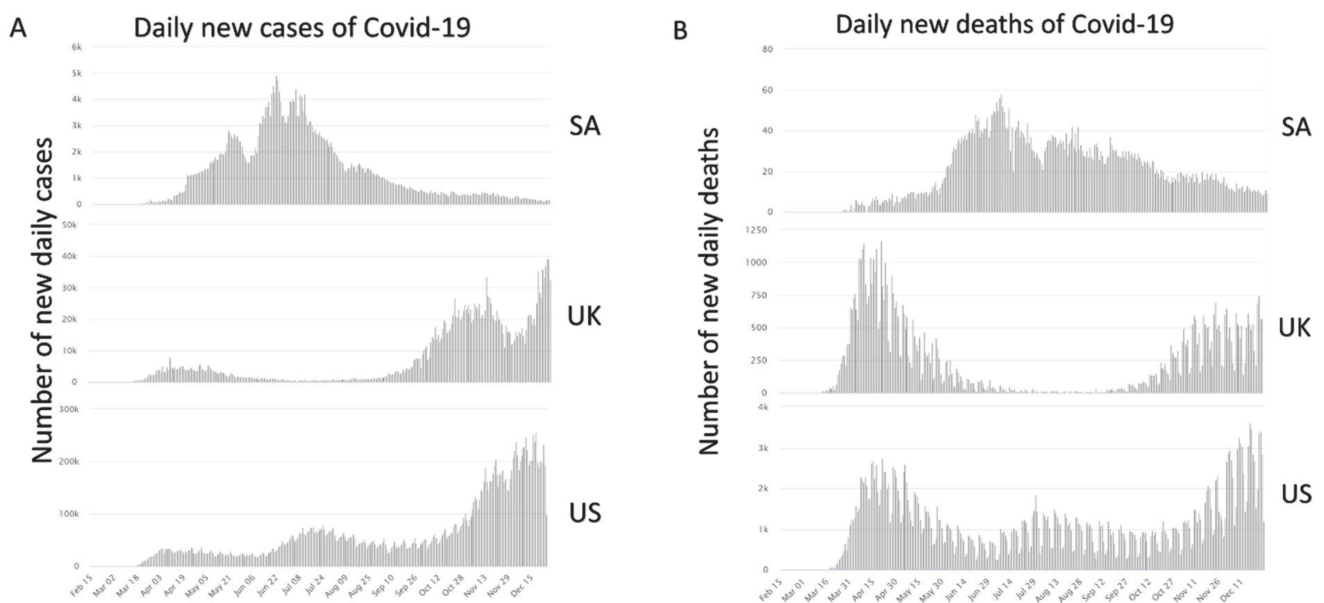 A
Daily new cases of Covid-19
Number of new daily cases
6k
5k
4k
3k
2k
1k
0
SA
50k
40k
30k
20k
10k
0
UK
300k
200k
100k
0
US
Feb 15
Mar 02
Mar 18
Apr 03
Apr 19
May 05
May 21
Jun 06
Jun 22
Jul 08
Jul 24
Aug 09
Aug 25
Sep 10
Sep 26
Oct 12
Oct 28
Nov 13
Nov 29
Dec 15
B
Daily new deaths of Covid-19
Number of new daily deaths
80
60
40
20
0
SA
1250
1000
750
500
250
0
UK
4k
3k
2k
1k
0
US
Feb 15
Mar 01
Mar 16
Mar 31
Apr 15
Apr 30
May 15
May 30
Jun 14
Jun 29
Jul 14
Jul 29
Aug 13
Aug 28
Sep 12
Sep 27
Oct 12
Oct 27
Nov 11
Nov 26
Dec 11